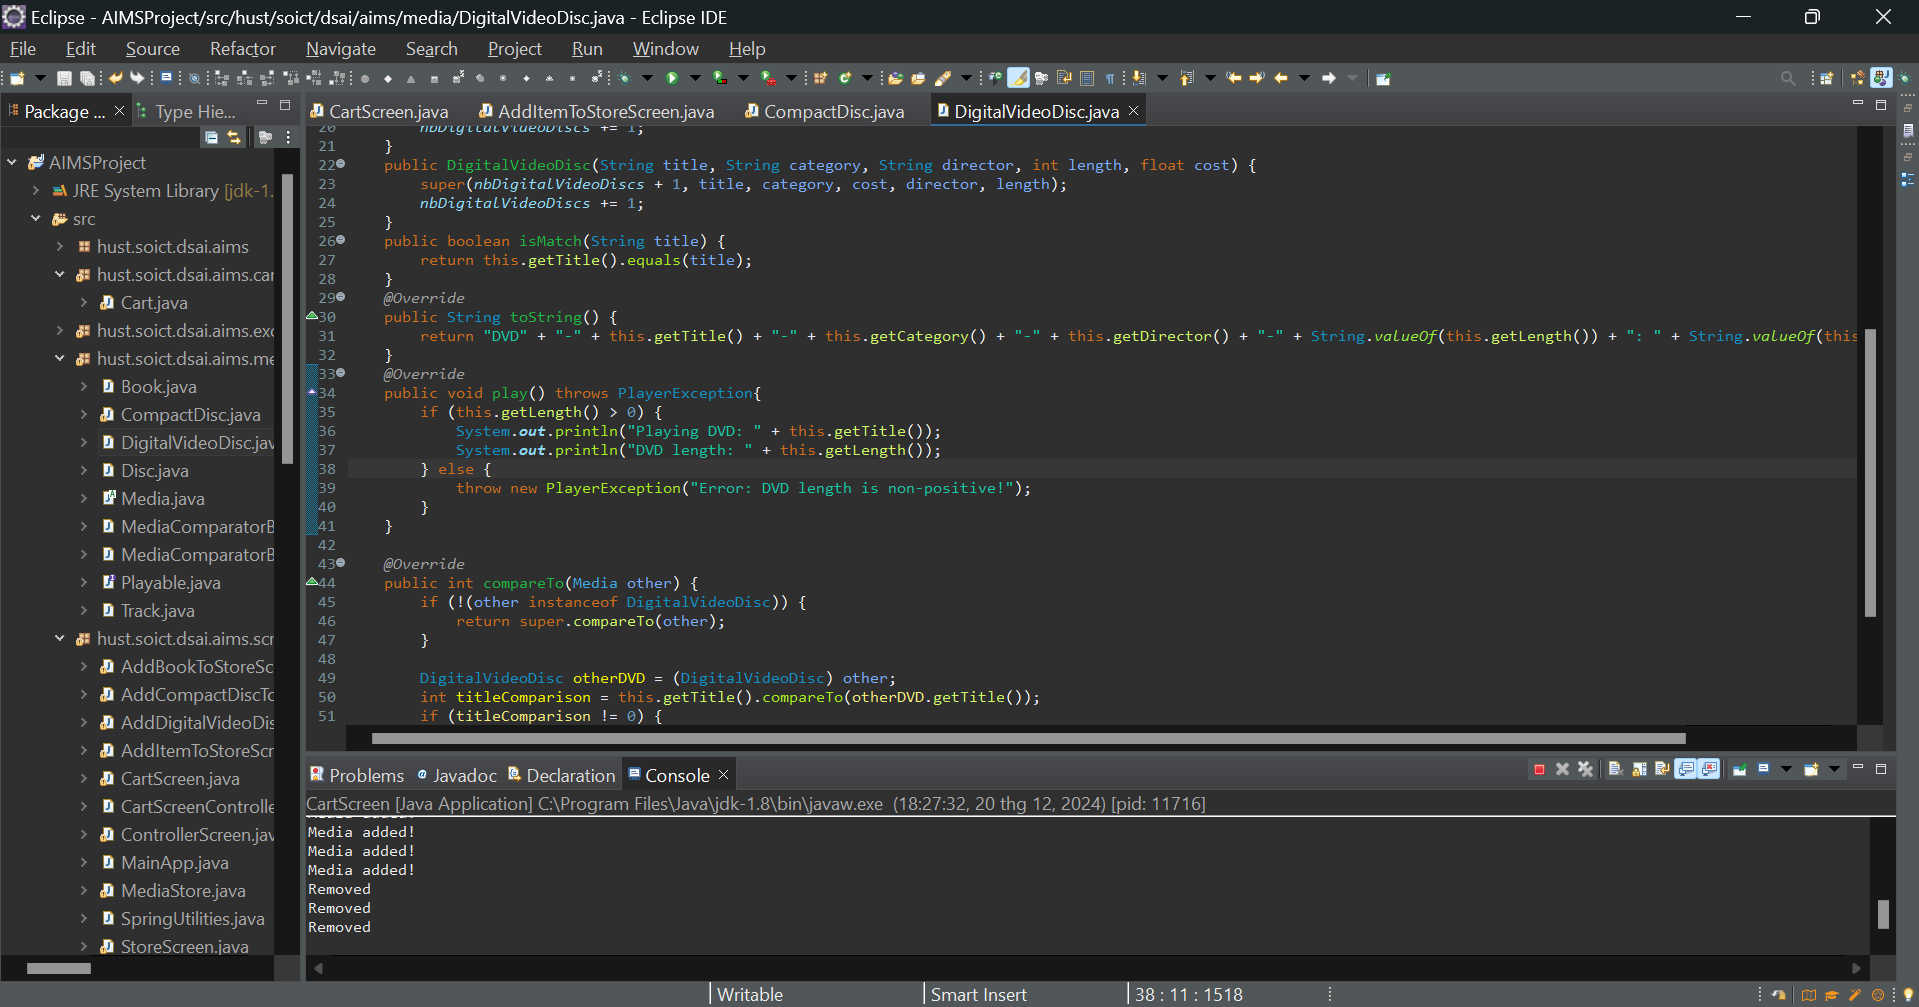 Eclipse - AIMSProject/src/hust/soict/dsai/aims/media/DigitalVideoDisc.java - Eclipse IDE
File Edit Source Refactor Navigate Search Project Run Window Help
Package ... Type Hie...
CartScreen.java AddItemToStoreScreen.java CompactDisc.java DigitalVideoDisc.java
AIMSProject
JRE System Library [jdk-1.
src
hust.soict.dsai.aims
hust.soict.dsai.aims.car
Cart.java
hust.soict.dsai.aims.exc
hust.soict.dsai.aims.me
Book.java
CompactDisc.java
DigitalVideoDisc.jav
Disc.java
Media.java
MediaComparatorB
MediaComparatorB
Playable.java
Track.java
hust.soict.dsai.aims.scr
AddBookToStoreSc
AddCompactDiscTo
AddDigitalVideoDis
AddItemToStoreScr
CartScreen.java
CartScreenControlle
ControllerScreen.jav
MainApp.java
MediaStore.java
SpringUtilities.java
StoreScreen.java
20 nbDigitalVideoDiscs += 1;
21 }
22 public DigitalVideoDisc(String title, String category, String director, int length, float cost) {
23 super(nbDigitalVideoDiscs + 1, title, category, cost, director, length);
24 nbDigitalVideoDiscs += 1;
25 }
26 public boolean isMatch(String title) {
27 return this.getTitle().equals(title);
28 }
29 @Override
30 public String toString() {
31 return "DVD" + "-" + this.getTitle() + "-" + this.getCategory() + "-" + this.getDirector() + "-" + String.valueOf(this.getLength()) + ": " + String.valueOf(this
32 }
33 @Override
34 public void play() throws PlayerException{
35 if (this.getLength() > 0) {
36 System.out.println("Playing DVD: " + this.getTitle());
37 System.out.println("DVD length: " + this.getLength());
38 } else {
39 throw new PlayerException("Error: DVD length is non-positive!");
40 }
41 }
42
43 @Override
44 public int compareTo(Media other) {
45 if (!(other instanceof DigitalVideoDisc)) {
46 return super.compareTo(other);
47 }
48
49 DigitalVideoDisc otherDVD = (DigitalVideoDisc) other;
50 int titleComparison = this.getTitle().compareTo(otherDVD.getTitle());
51 if (titleComparison != 0) {
Problems Javadoc Declaration Console
CartScreen [Java Application] C:\Program Files\Java\jdk-1.8\bin\javaw.exe (18:27:32, 20 thg 12, 2024) [pid: 11716]
Media added!
Media added!
Media added!
Removed
Removed
Removed
Writable Smart Insert 38 : 11 : 1518